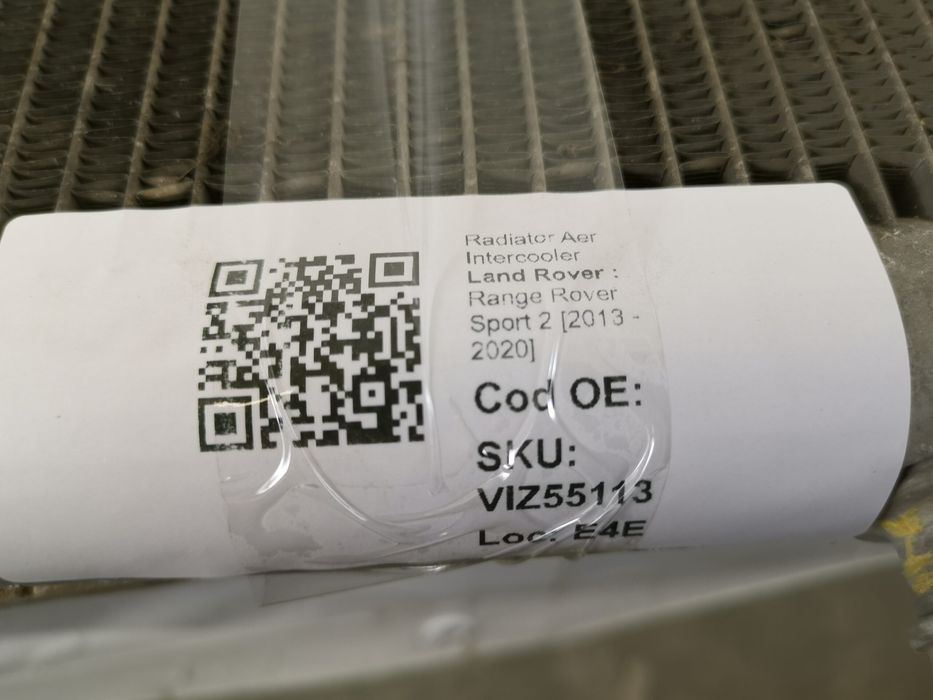 Radiator Aer
Intercooler
Land Rover :
Range Rover
Sport 2 [2013 -
2020]
Cod OE:
SKU:
VIZ55113
Loc: E4E